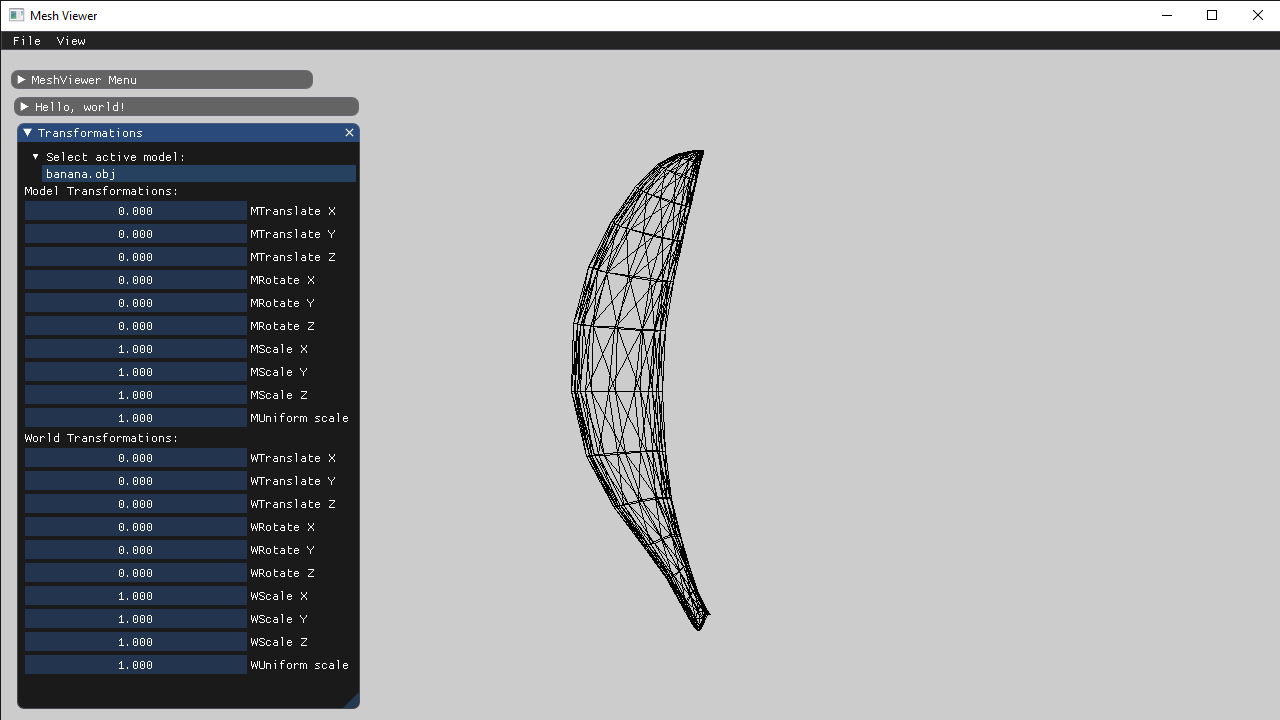 Mesh Viewer
File View
MeshViewer Menu
Hello, world!
Transformations
Select active model:
banana.obj
Model Transformations:
0.000 MTranslate X
0.000 MTranslate Y
0.000 MTranslate Z
0.000 MRotate X
0.000 MRotate Y
0.000 MRotate Z
1.000 MScale X
1.000 MScale Y
1.000 MScale Z
1.000 MUniform scale
World Transformations:
0.000 WTranslate X
0.000 WTranslate Y
0.000 WTranslate Z
0.000 WRotate X
0.000 WRotate Y
0.000 WRotate Z
1.000 WScale X
1.000 WScale Y
1.000 WScale Z
1.000 WUniform scale